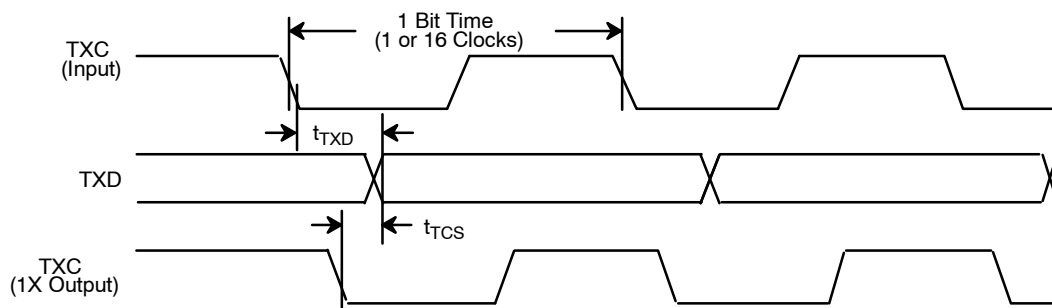 1 Bit Time
(1 or 16 Clocks)
TXC
(Input)
tTXD
TXD
tTCS
TXC
(1X Output)